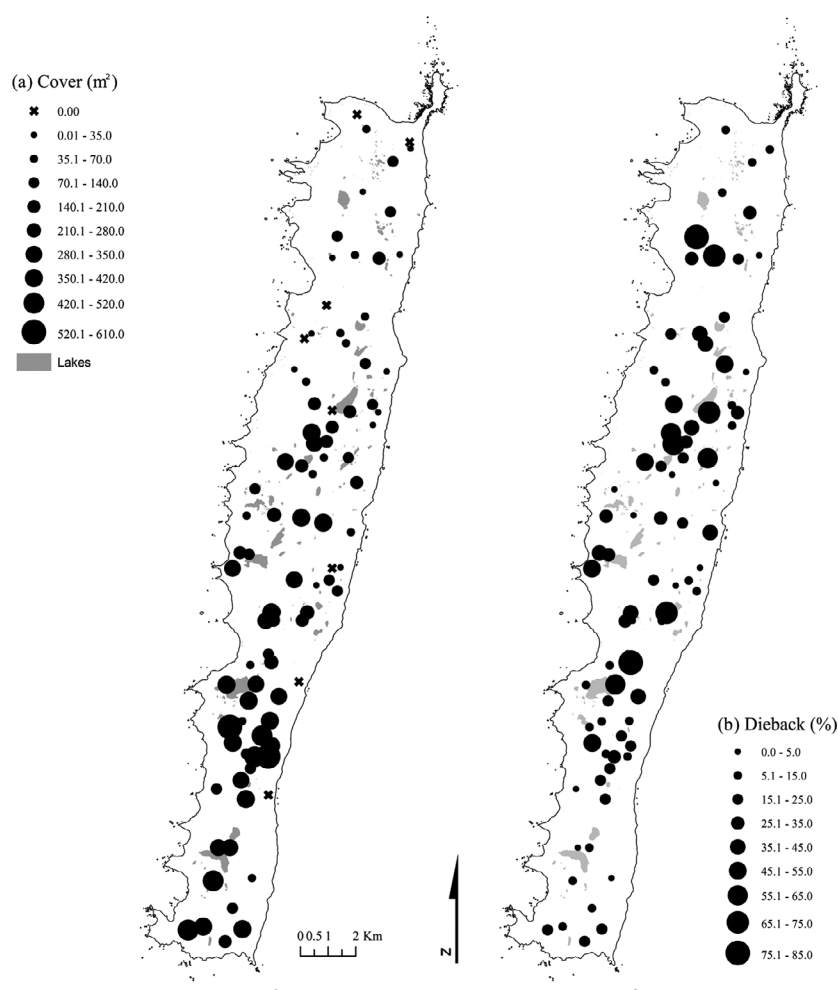 (a) Cover (m²)
0.00
0.01 - 35.0
35.1 - 70.0
70.1 - 140.0
140.1 - 210.0
210.1 - 280.0
280.1 - 350.0
350.1 - 420.0
420.1 - 520.0
520.1 - 610.0
Lakes
(b) Dieback (%)
0.0 - 5.0
5.1 - 15.0
15.1 - 25.0
25.1 - 35.0
35.1 - 45.0
45.1 - 55.0
55.1 - 65.0
65.1 - 75.0
75.1 - 85.0
0 0.5 1 2 Km
N